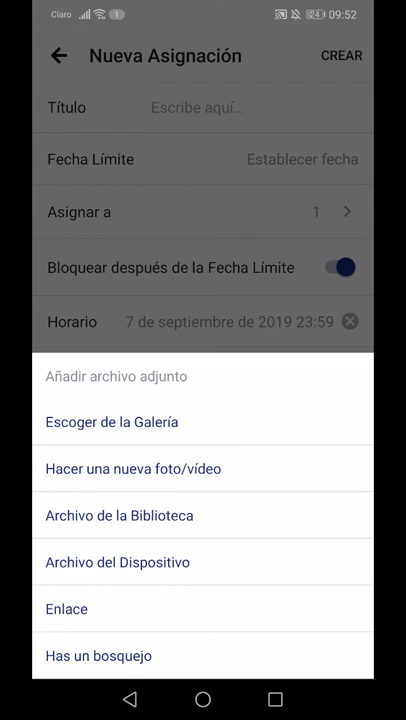 Claro 1 24 09:52
Nueva Asignación CREAR
Título Escribe aquí...
Fecha Límite Establecer fecha
Asignar a 1
Bloquear después de la Fecha Límite
Horario 7 de septiembre de 2019 23:59
Añadir archivo adjunto
Escoger de la Galería
Hacer una nueva foto/vídeo
Archivo de la Biblioteca
Archivo del Dispositivo
Enlace
Has un bosquejo